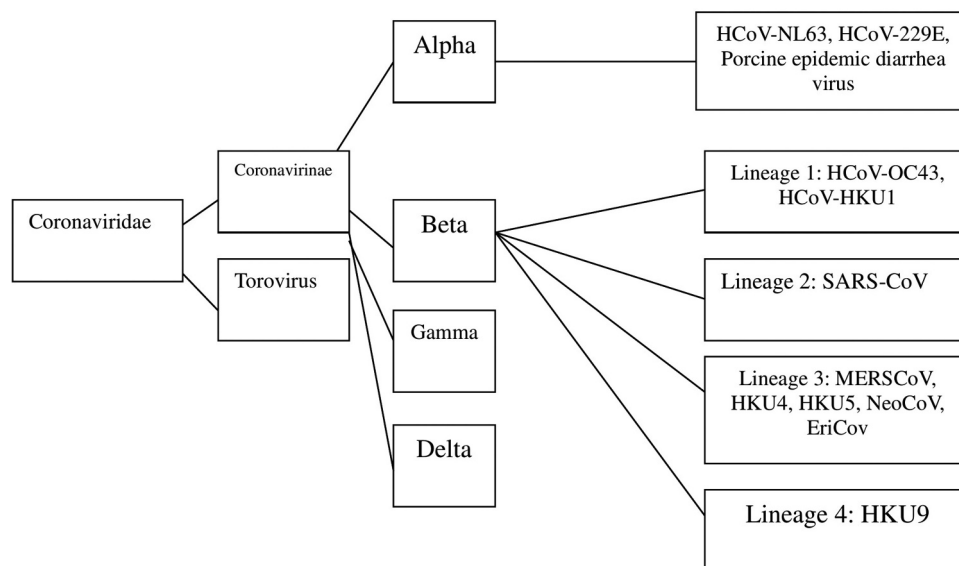 Coronaviridae
Coronavirinae
Torovirus
Alpha
Beta
Gamma
Delta
HCoV-NL63, HCoV-229E,
Porcine epidemic diarrhea
virus
Lineage 1: HCoV-OC43,
HCoV-HKU1
Lineage 2: SARS-CoV
Lineage 3: MERSCoV,
HKU4, HKU5, NeoCoV,
EriCov
Lineage 4: HKU9